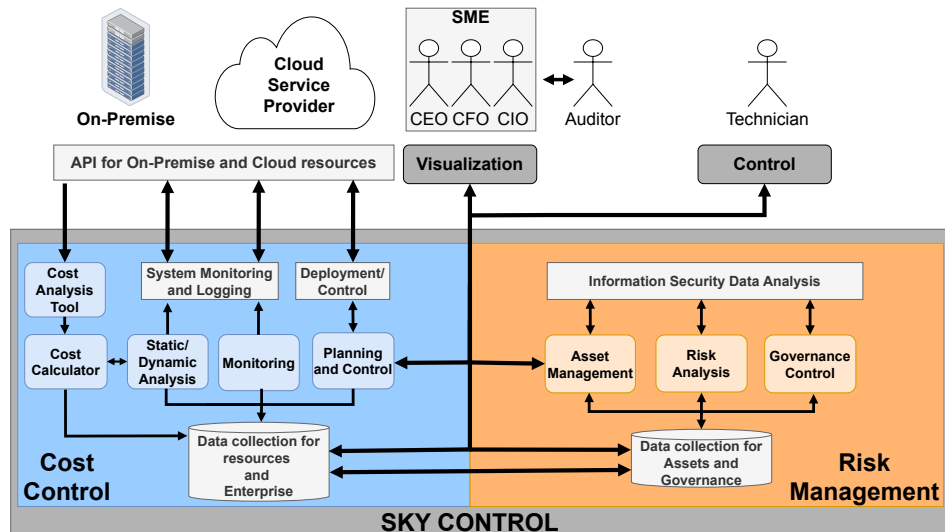 SME
Cloud
Service
Provider
On-Premise
CEO
CFO
CIO
Auditor
Technician
API for On-Premise and Cloud resources
Visualization
Control
Cost
Analysis
Tool
System Monitoring
and Logging
Deployment/
Control
Information Security Data Analysis
Cost
Calculator
Static/
Dynamic
Analysis
Monitoring
Planning
and Control
Asset
Management
Risk
Analysis
Governance
Control
Data collection for
resources
and
Enterprise
Data collection for
Assets and
Governance
Cost
Control
Risk
Management
SKY CONTROL